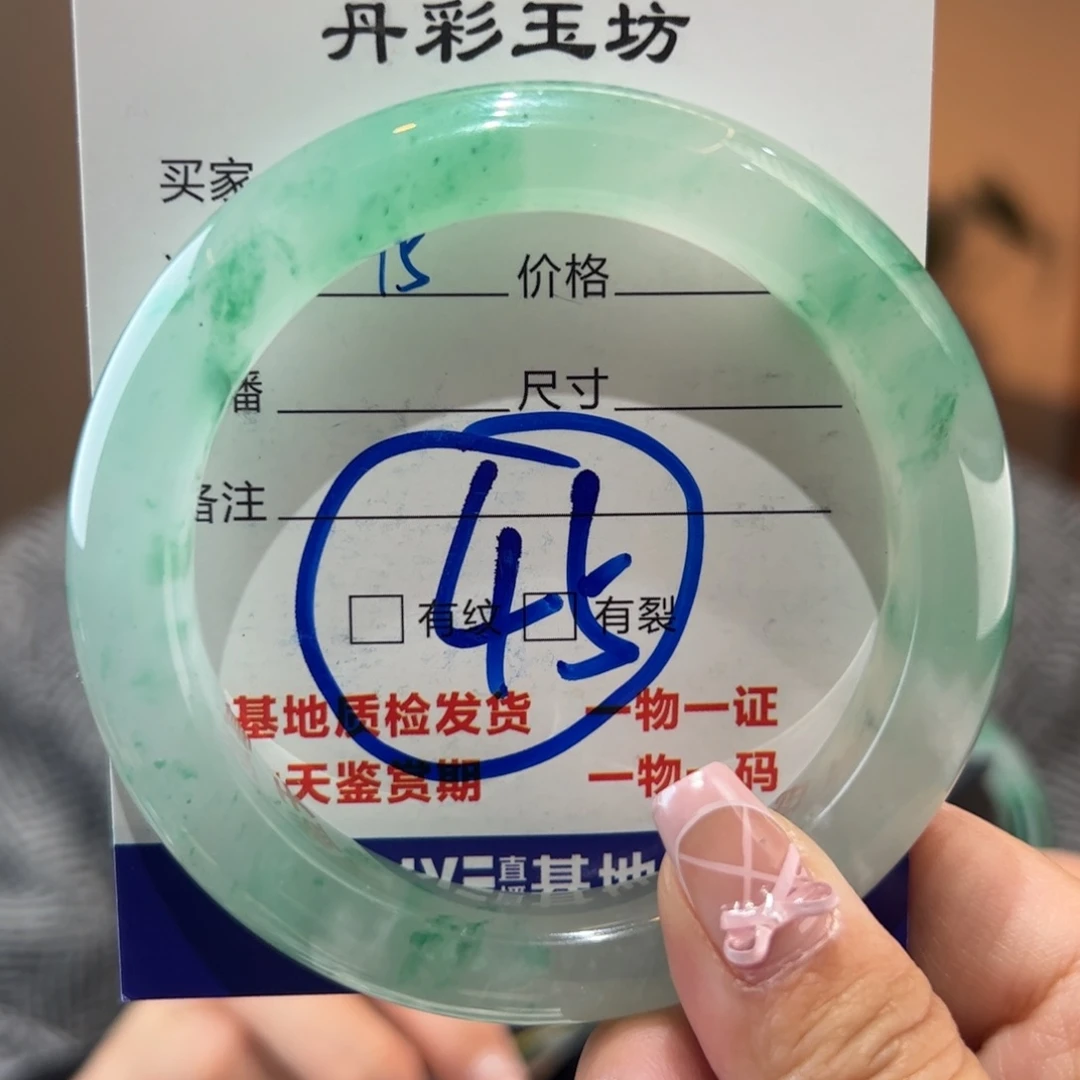 丹彩玉坊
买家
15 价格
播 尺寸
备注
45
有纹 有裂
基地质检发货 一物一证
天鉴赏期 一物一码
直播基地